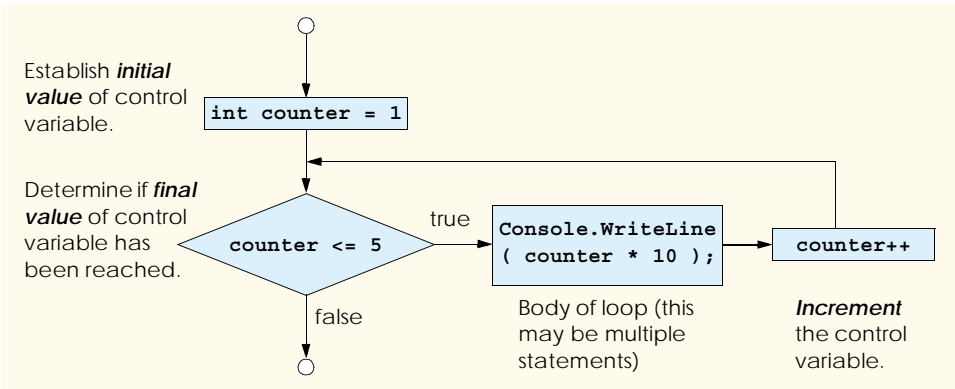 Establish initial
value of control
variable.
int counter = 1
Determine if final
value of control
variable has
been reached.
counter <= 5
true
Console.WriteLine
( counter * 10 );
counter++
false
Body of loop (this
may be multiple
statements)
Increment
the control
variable.